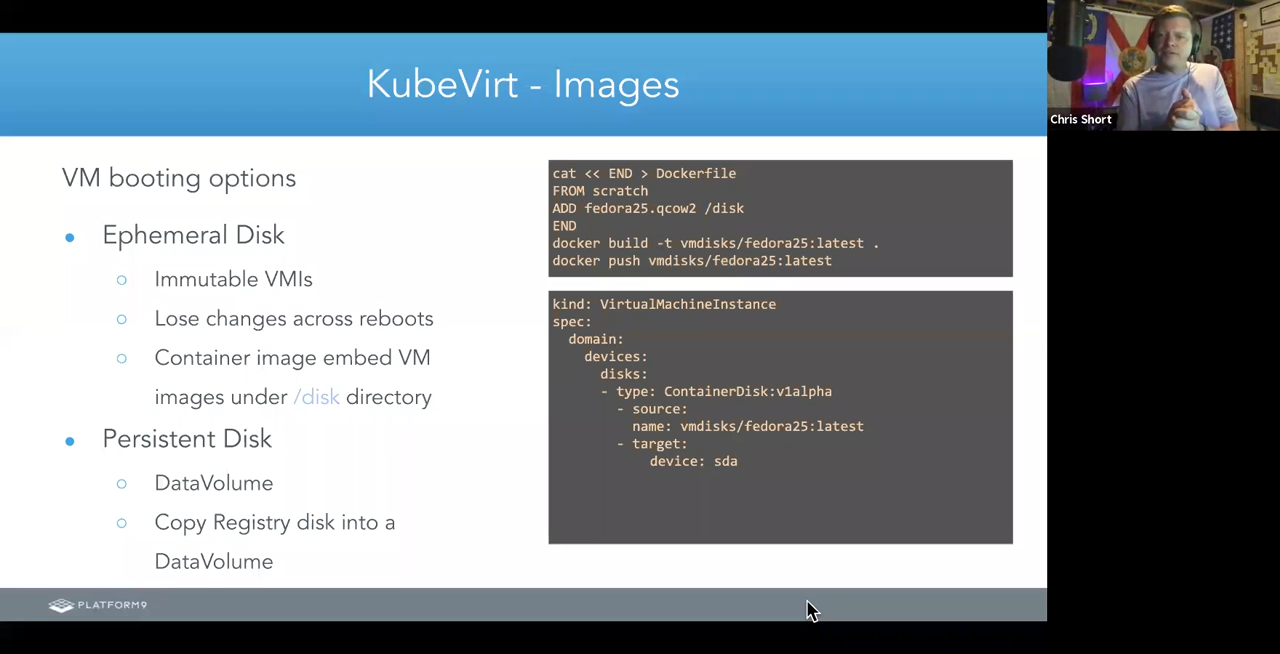 KubeVirt - Images
Chris Short
VM booting options
Ephemeral Disk
Immutable VMIs
Lose changes across reboots
Container image embed VM
images under /disk directory
Persistent Disk
DataVolume
Copy Registry disk into a
DataVolume
cat << END > Dockerfile
FROM scratch
ADD fedora25.qcow2 /disk
END
docker build -t vmdisks/fedora25:latest .
docker push vmdisks/fedora25:latest
kind: VirtualMachineInstance
spec:
domain:
devices:
disks:
- type: ContainerDisk:v1alpha
- source:
name: vmdisks/fedora25:latest
- target:
device: sda
PLATFORM9